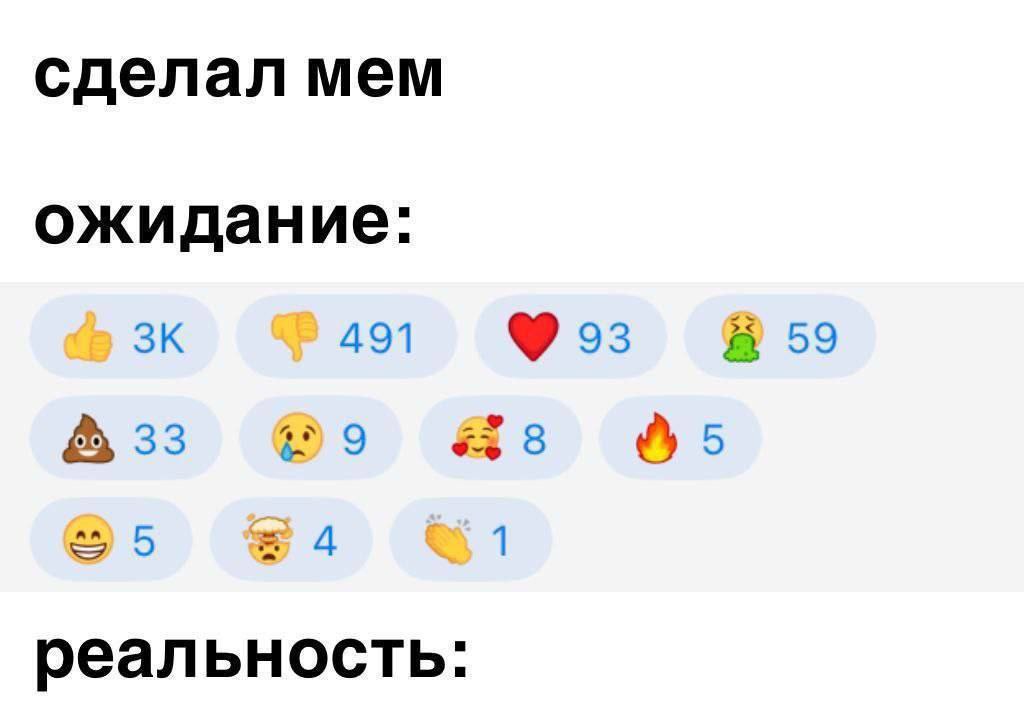 сделал мем
ожидание:
👍 3K 👎 491 ❤️ 93 🤮 59
💩 33 😢 9 🥰 8 🔥 5
😁 5 🤯 4 👏 1
реальность: